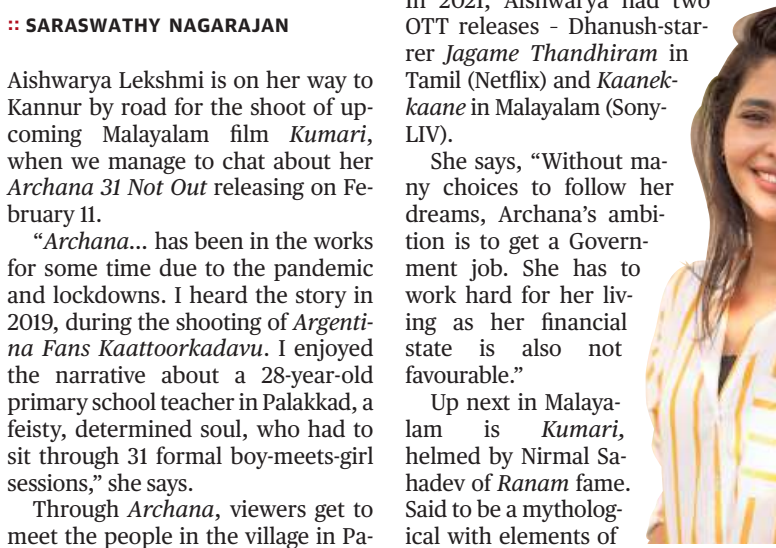 :: SARASWATHY NAGARAJAN
Aishwarya Lekshmi is on her way to
Kannur by road for the shoot of up-
coming Malayalam film Kumari,
when we manage to chat about her
Archana 31 Not Out releasing on Fe-
bruary 11.
“Archana... has been in the works
for some time due to the pandemic
and lockdowns. I heard the story in
2019, during the shooting of Argenti-
na Fans Kaattoorkadavu. I enjoyed
the narrative about a 28-year-old
primary school teacher in Palakkad, a
feisty, determined soul, who had to
sit through 31 formal boy-meets-girl
sessions,” she says.
Through Archana, viewers get to
meet the people in the village in Pa-
In 2021, Aishwarya had two
OTT releases - Dhanush-star-
rer Jagame Thandhiram in
Tamil (Netflix) and Kaanek-
kaane in Malayalam (Sony-
LIV).
She says, “Without ma-
ny choices to follow her
dreams, Archana’s ambi-
tion is to get a Govern-
ment job. She has to
work hard for her liv-
ing as her financial
state is also not
favourable.”
Up next in Malaya-
lam is Kumari,
helmed by Nirmal Sa-
hadev of Ranam fame.
Said to be a mytholog-
ical with elements of